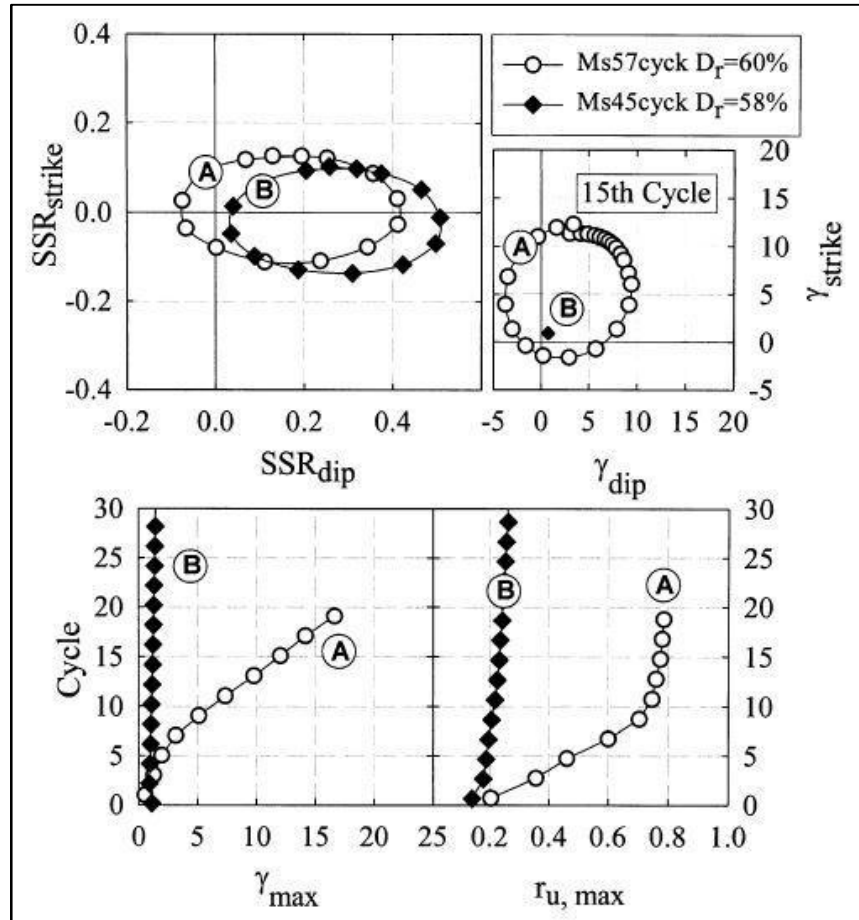 Ms57cyck Dr=60%
Ms45cyck Dr=58%
0.4
0.2
0.0
-0.2
-0.4
SSRstrike
-0.2 0.0 0.2 0.4
SSRdip
A
B
15th Cycle
A
B
20
15
10
5
0
-5
γstrike
-5 0 5 10 15 20
γdip
30
25
20
15
10
5
0
Cycle
B
A
0 5 10 15 20 25
γmax
B
A
30
20
10
0
0.2 0.4 0.6 0.8 1.0
ru, max